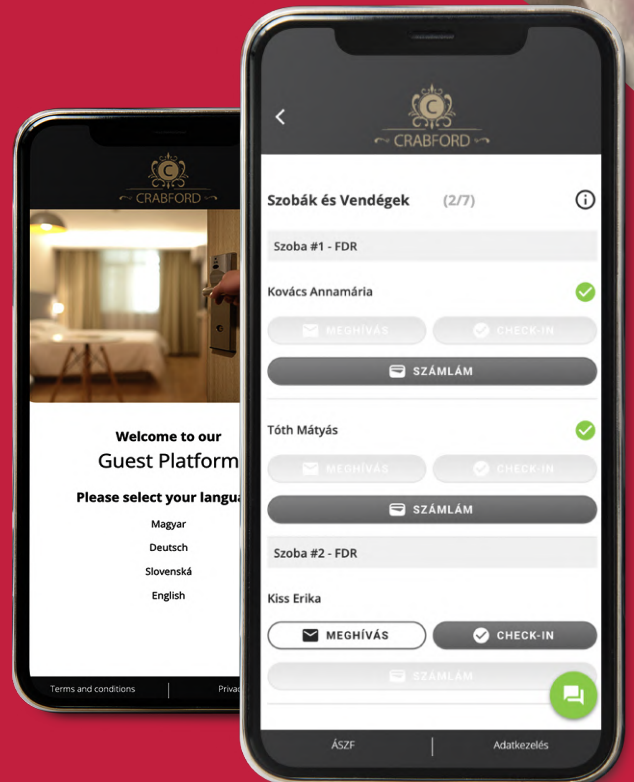 C
CRABFORD
Welcome to our
Guest Platform
Please select your
Magyar
Deutsch
Slovenská
English
Terms and conditions
C
CRABFORD
Szobák és Vendégek (2/7)
Szoba #1 - FDR
Kovács Annamária
MEGHÍVÁS CHECK-IN
SZÁMLÁM
Tóth Mátyás
MEGHÍVÁS CHECK-IN
SZÁMLÁM
Szoba #2 - FDR
Kiss Erika
MEGHÍVÁS CHECK-IN
SZÁMLÁM
ÁSZF Adatkezelés